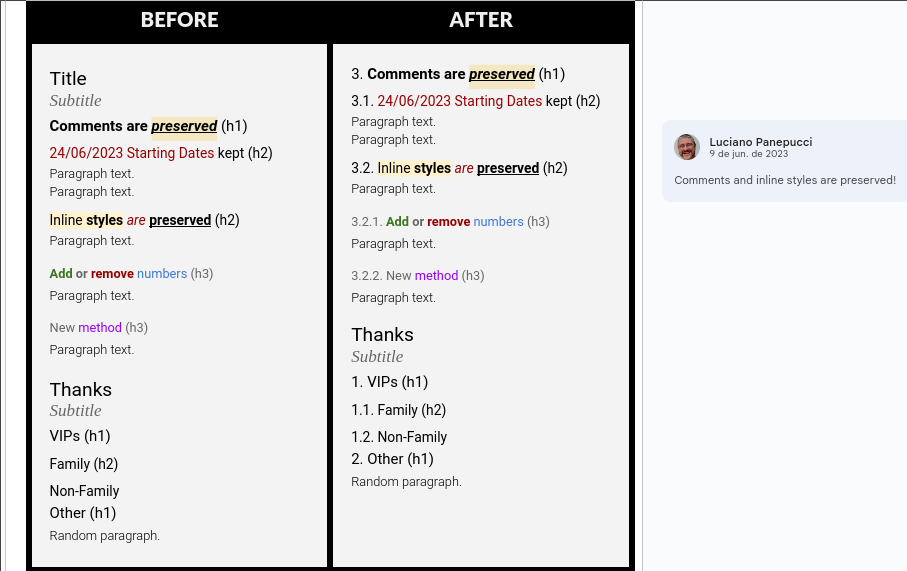 BEFORE
Title
Subtitle
Comments are preserved (h1)
24/06/2023 Starting Dates kept (h2)
Paragraph text.
Paragraph text.
Inline styles are preserved (h2)
Paragraph text.
Add or remove numbers (h3)
Paragraph text.
New method (h3)
Paragraph text.
Thanks
Subtitle
VIPs (h1)
Family (h2)
Non-Family
Other (h1)
Random paragraph.
AFTER
3. Comments are preserved (h1)
3.1. 24/06/2023 Starting Dates kept (h2)
Paragraph text.
Paragraph text.
3.2. Inline styles are preserved (h2)
Paragraph text.
3.2.1. Add or remove numbers (h3)
Paragraph text.
3.2.2. New method (h3)
Paragraph text.
Thanks
Subtitle
1. VIPs (h1)
1.1. Family (h2)
1.2. Non-Family
2. Other (h1)
Random paragraph.
Luciano Panepucci
9 de jun. de 2023
Comments and inline styles are preserved!